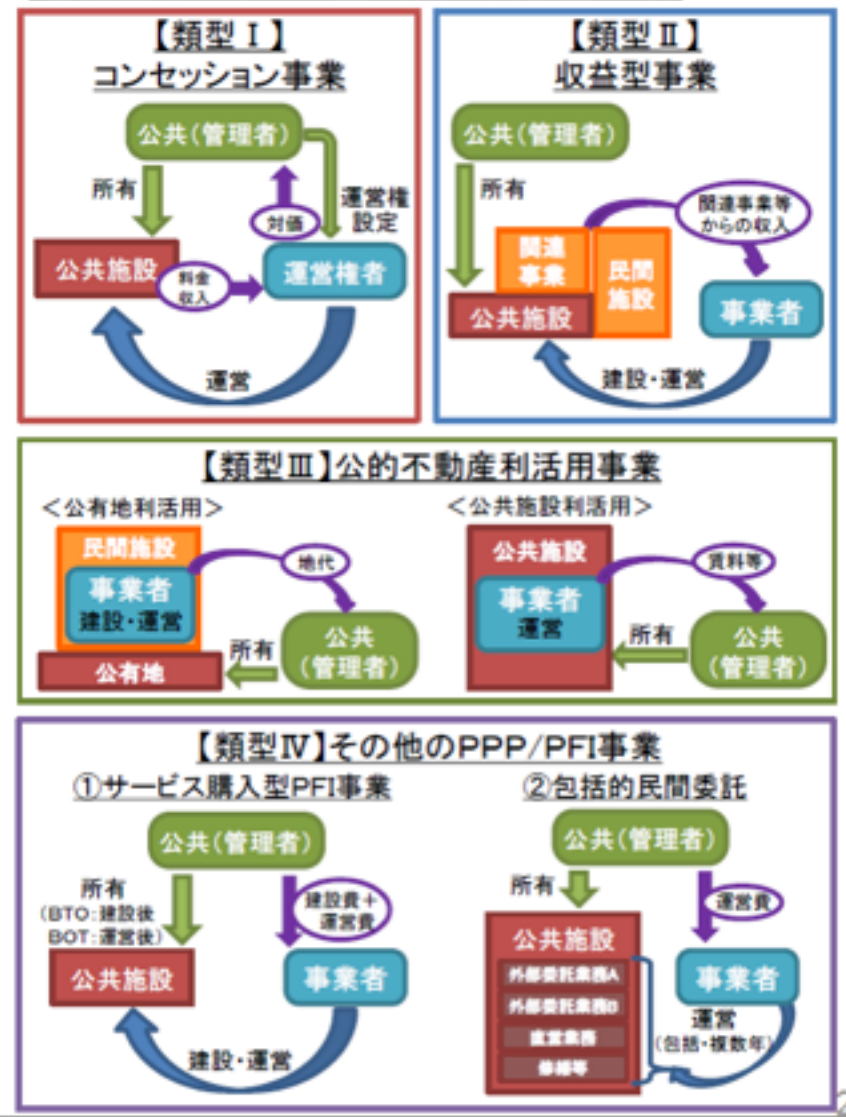 【類型Ⅰ】
コンセッション事業
公共(管理者)
所有
対価
運営権
設定
公共施設
料金
収入
運営権者
運営
【類型Ⅱ】
収益型事業
公共(管理者)
所有
関連事業等
からの収入
関連
事業
民間
施設
公共施設
事業者
建設・運営
【類型Ⅲ】公的不動産利活用事業
＜公有地利活用＞
民間施設
事業者
建設・運営
地代
公共
(管理者)
所有
公有地
＜公共施設利活用＞
公共施設
事業者
運営
賃料等
公共
(管理者)
所有
【類型Ⅳ】その他のPPP/PFI事業
①サービス購入型PFI事業
公共(管理者)
所有
(BTO:建設後
BOT:運営後)
建設費＋
運営費
公共施設
事業者
建設・運営
②包括的民間委託
公共(管理者)
所有
運営費
公共施設
外部委託業務A
外部委託業務B
直営業務
修繕等
事業者
運営
(包括・複数年)